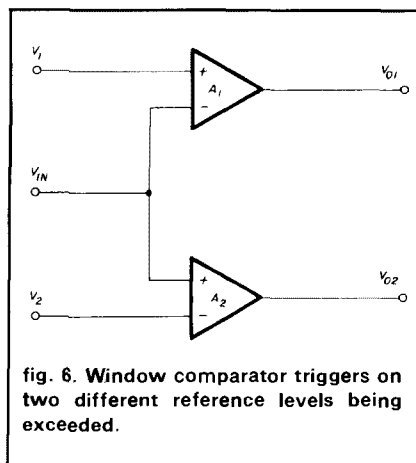 V1
VO1
+
A1
-
VIN
+
VO2
A2
V2
-
fig. 6. Window comparator triggers on
two different reference levels being
exceeded.